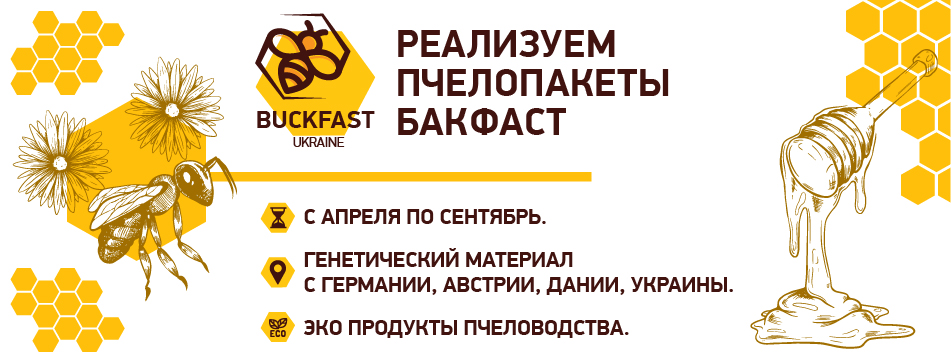 BUCKFAST
UKRAINE
РЕАЛИЗУЕМ
ПЧЕЛОПАКЕТЫ
БАКФАСТ
С АПРЕЛЯ ПО СЕНТЯБРЬ.
ГЕНЕТИЧЕСКИЙ МАТЕРИАЛ
С ГЕРМАНИИ, АВСТРИИ, ДАНИИ, УКРАИНЫ.
ECO
ЭКО ПРОДУКТЫ ПЧЕЛОВОДСТВА.